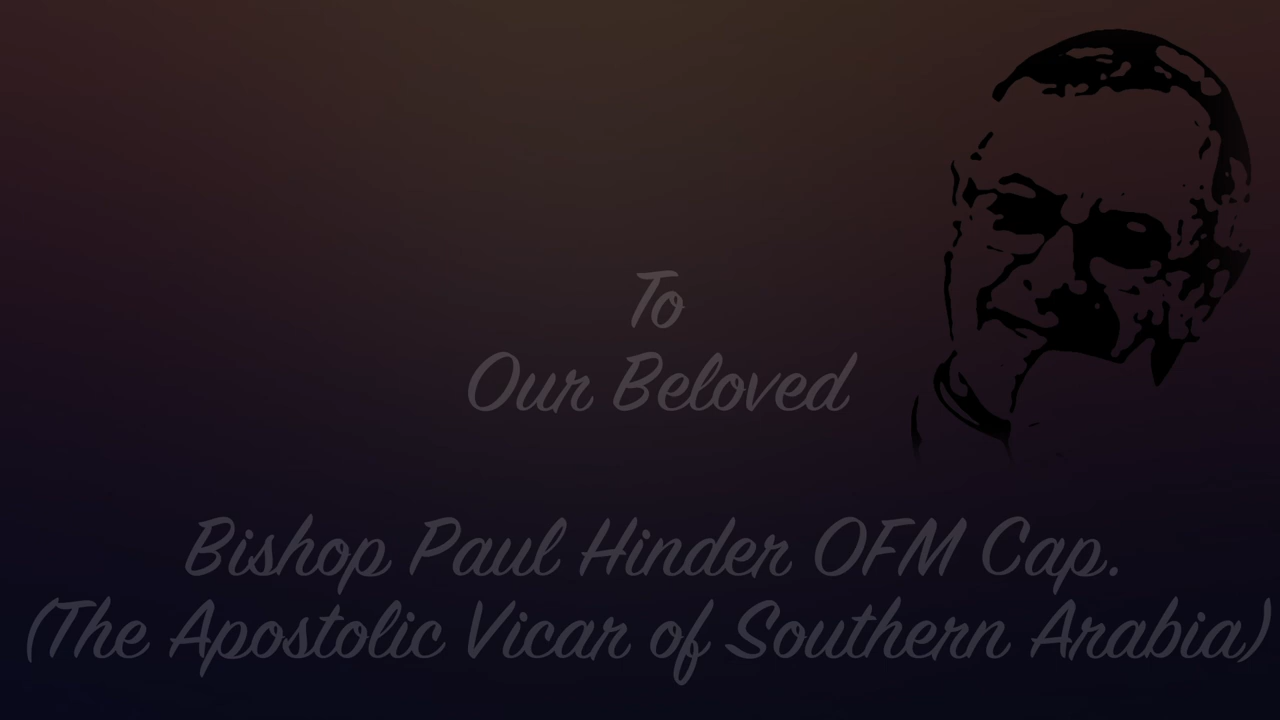 To
Our Beloved
Bishop Paul Hinder OFM Cap.
(The Apostolic Vicar of Southern Arabia)